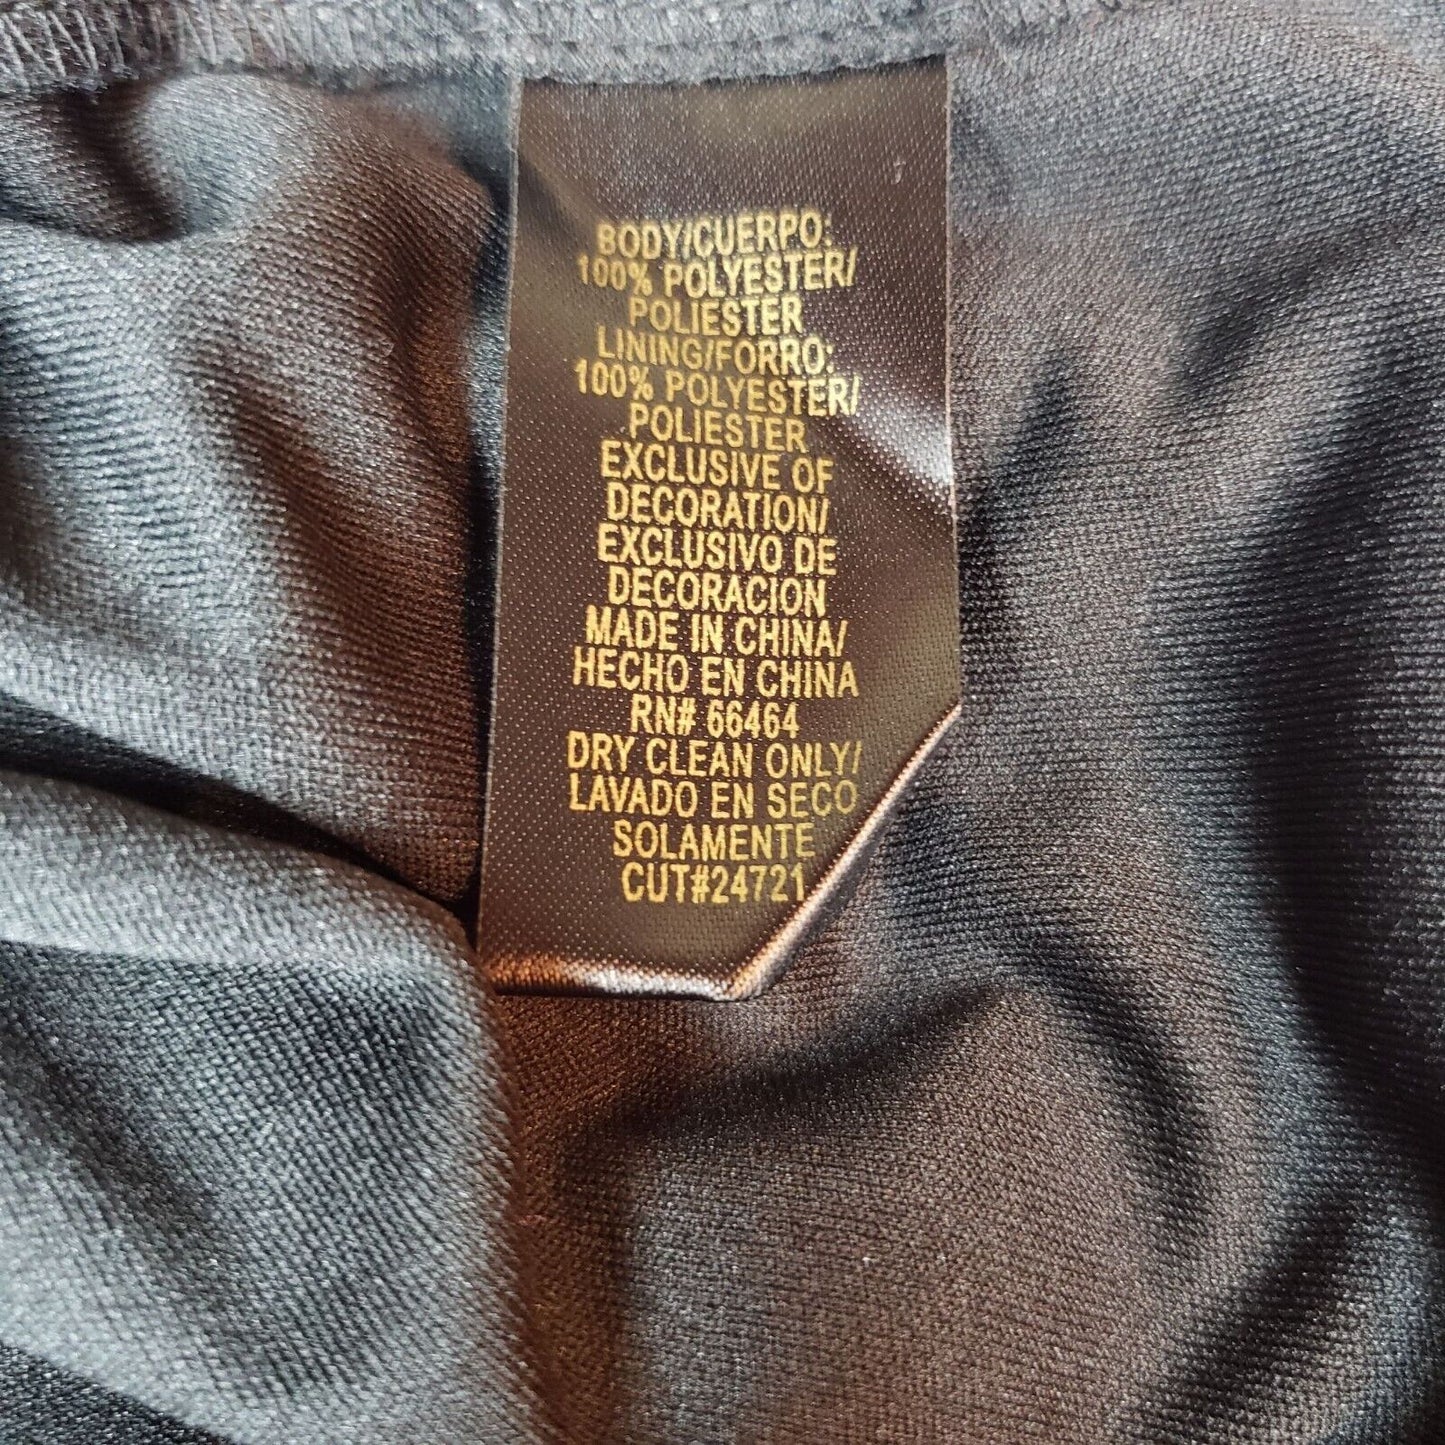 BODY/CUERPO:
100% POLYESTER/
POLIESTER
LINING/FORRO:
100% POLYESTER/
POLIESTER
EXCLUSIVE OF
DECORATION/
EXCLUSIVO DE
DECORACION
MADE IN CHINA/
HECHO EN CHINA
RN# 66464
DRY CLEAN ONLY/
LAVADO EN SECO
SOLAMENTE
CUT#24721